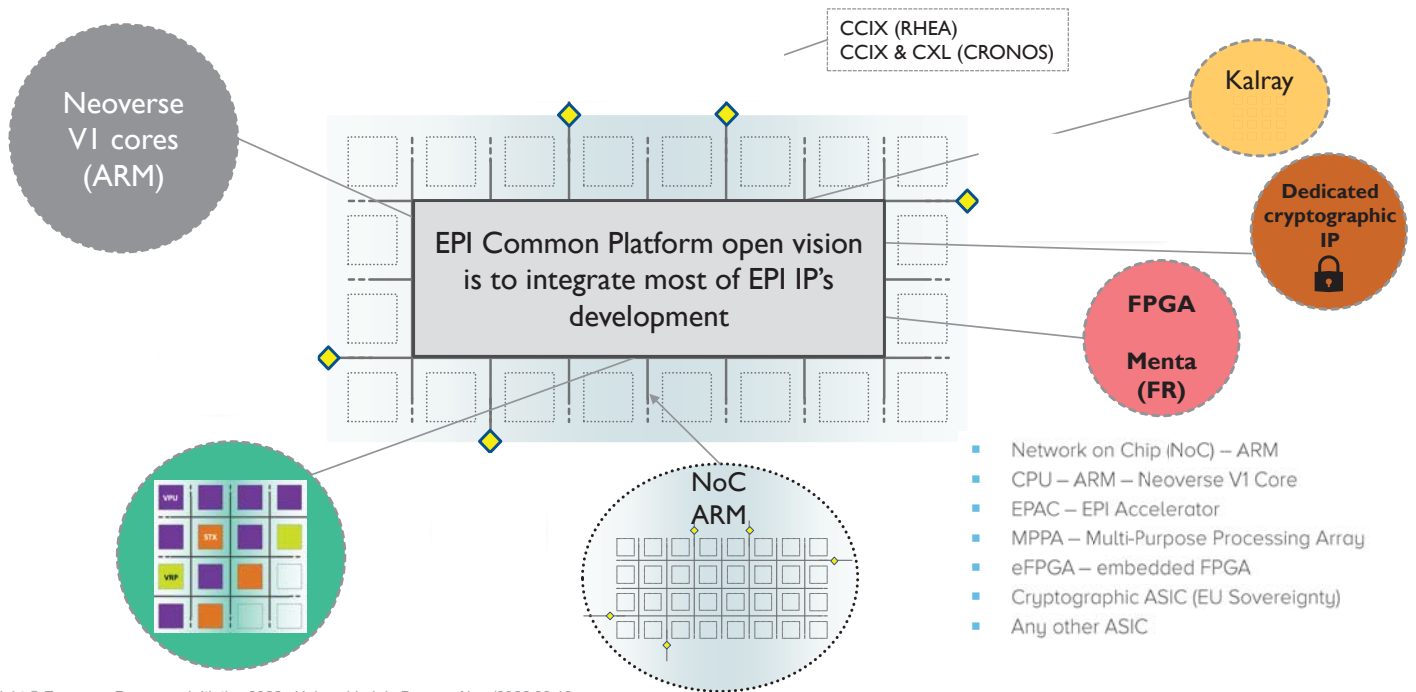 CCIX (RHEA)
CCIX & CXL (CRONOS)
Neoverse
V1 cores
(ARM)
Kalray
Dedicated
cryptographic
IP
EPI Common Platform open vision
is to integrate most of EPI IP's
development
FPGA
Menta
(FR)
VPU
STX
VRP
NoC
ARM
Network on Chip (NoC) – ARM
CPU – ARM – Neoverse V1 Core
EPAC – EPI Accelerator
MPPA – Multi-Purpose Processing Array
eFPGA – embedded FPGA
Cryptographic ASIC (EU Sovereignty)
Any other ASIC